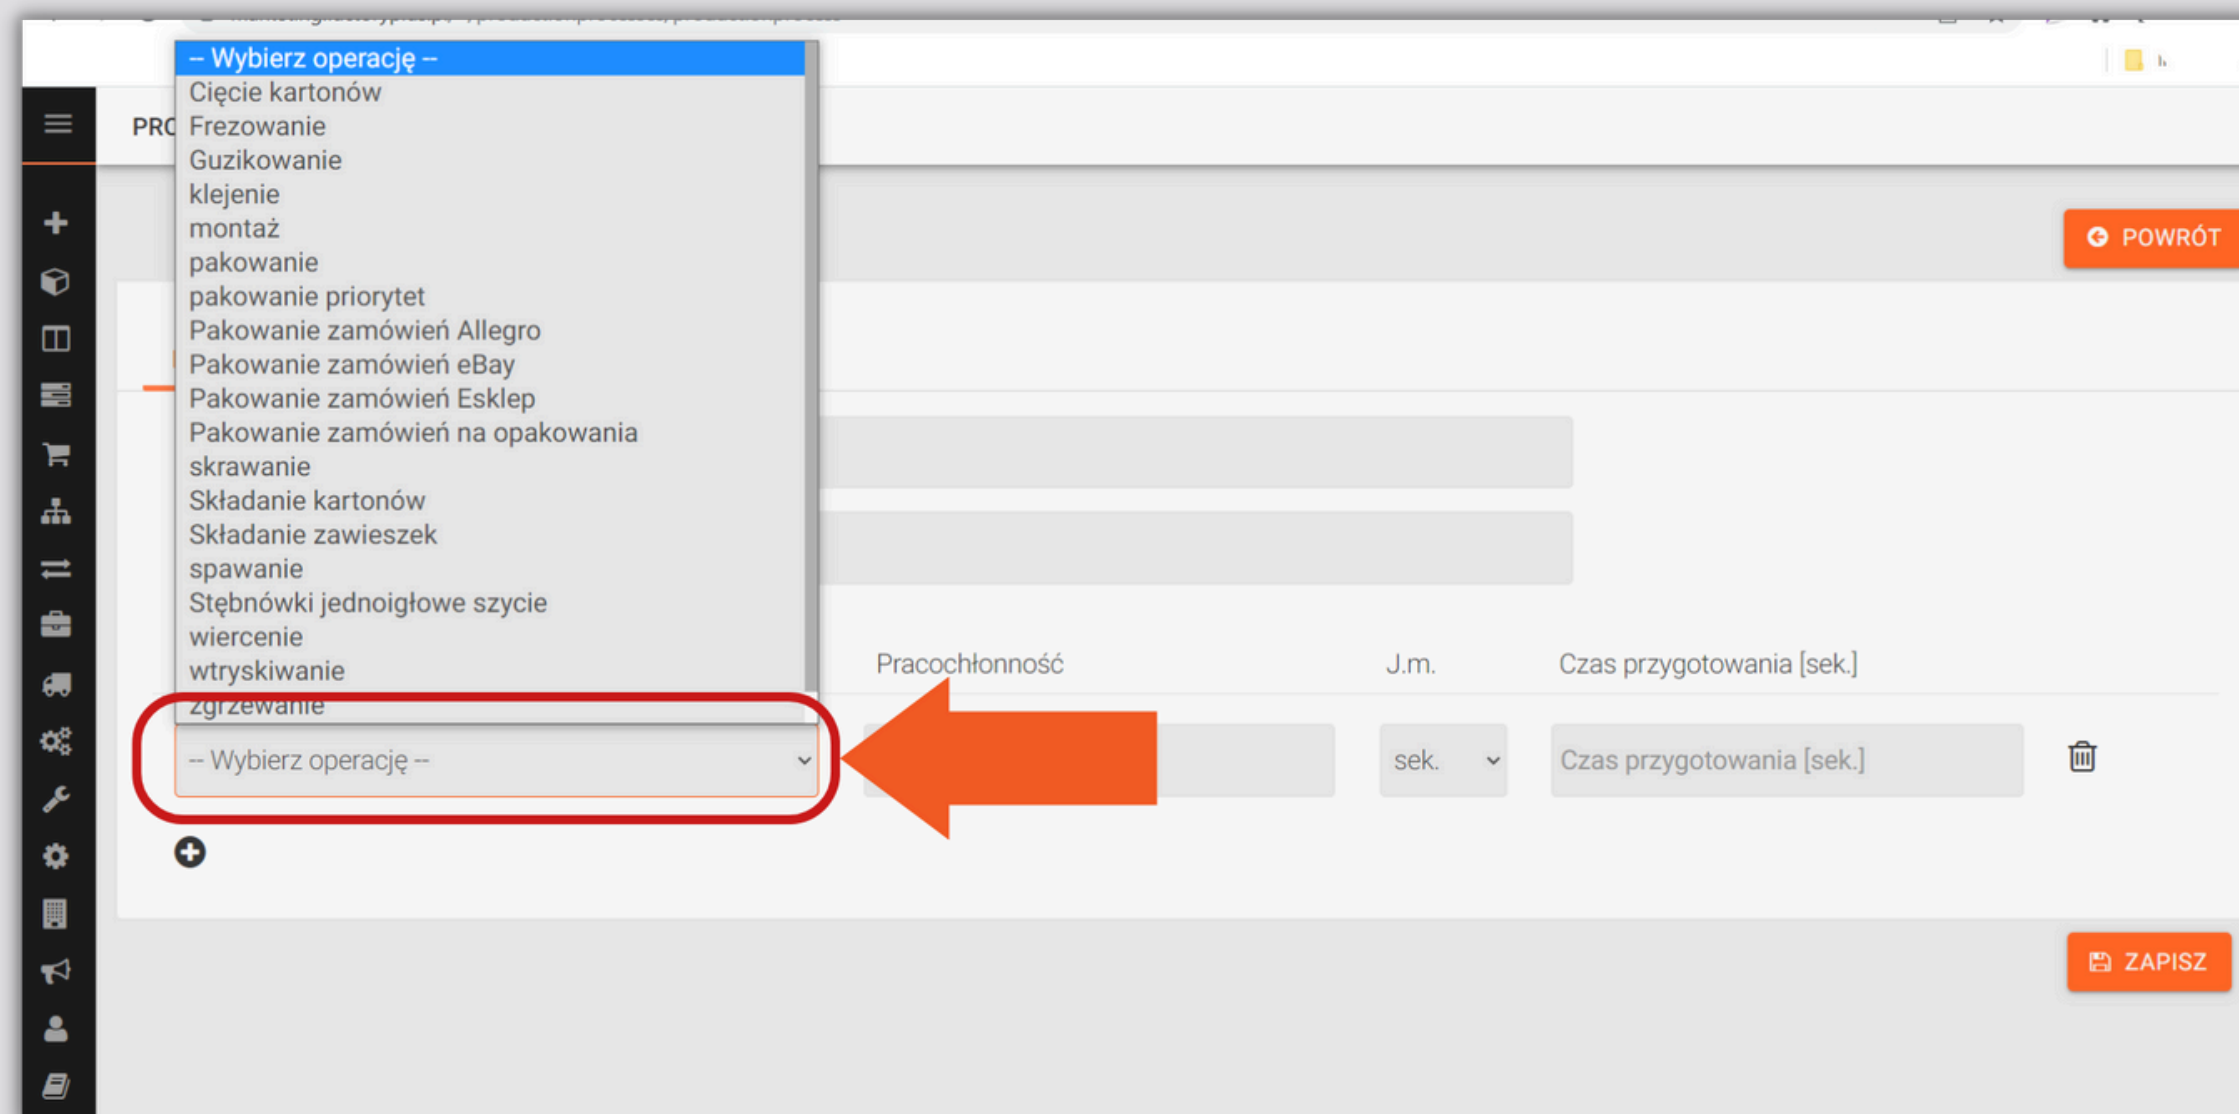 -- Wybierz operację --
Cięcie kartonów
PRO
Frezowanie
Guzikowanie
klejenie
montaż
pakowanie
POWRÓT
pakowanie priorytet
Pakowanie zamówień Allegro
Pakowanie zamówień eBay
Pakowanie zamówień Esklep
Pakowanie zamówień na opakowania
skrawanie
Składanie kartonów
Składanie zawieszek
spawanie
Stębnówki jednoigłowe szycie
wiercenie
wtryskiwanie
Pracochłonność J.m. Czas przygotowania [sek.]
zgrzewanie
-- Wybierz operację -- sek. Czas przygotowania [sek.]
ZAPISZ